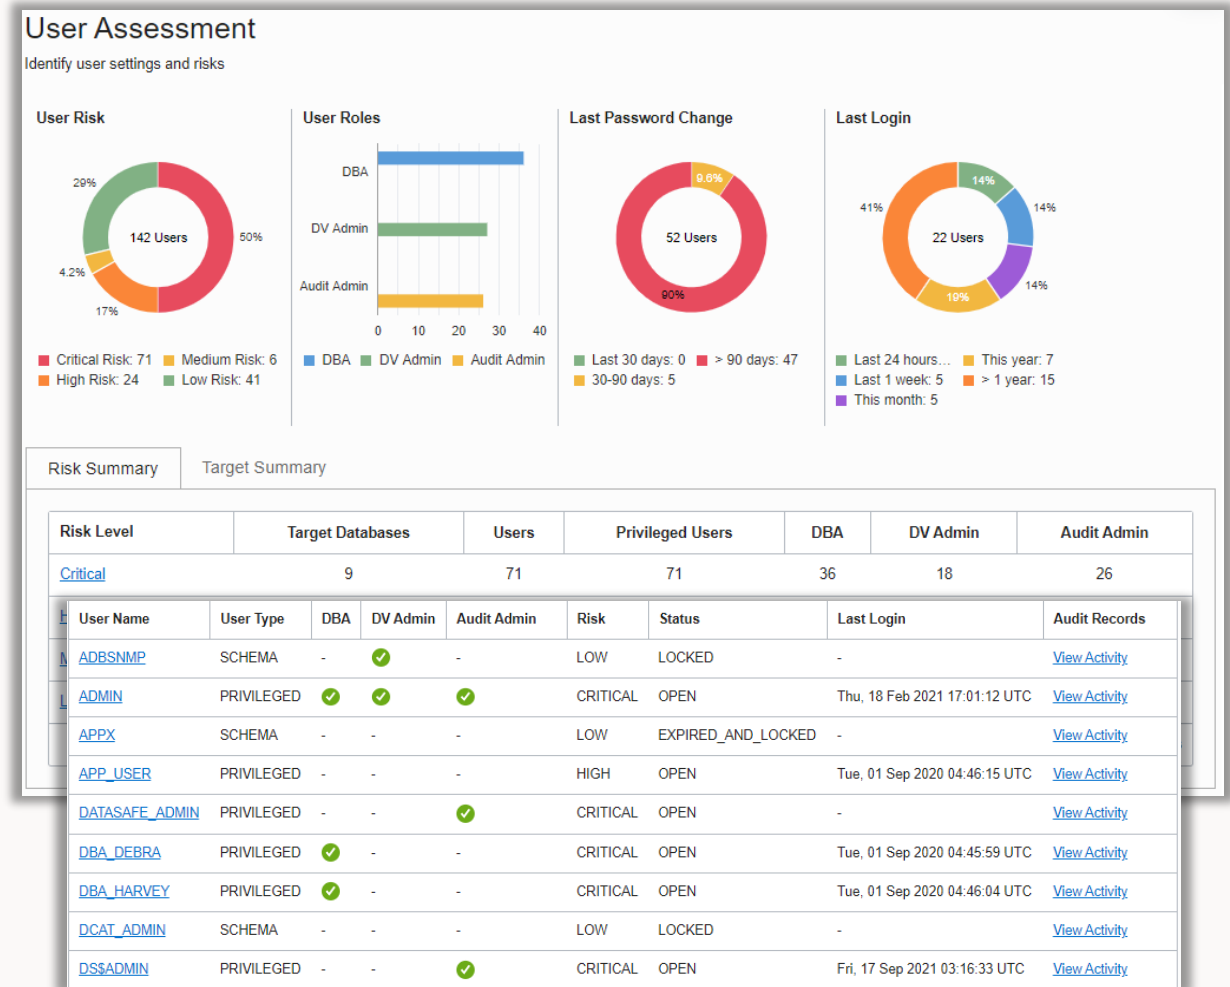 User Assessment
Identify user settings and risks
User Risk
29%
142 Users
50%
4.2%
17%
Critical Risk: 71 Medium Risk: 6
High Risk: 24 Low Risk: 41
User Roles
DBA
DV Admin
Audit Admin
0 10 20 30 40
DBA DV Admin Audit Admin
Last Password Change
9.6%
52 Users
90%
Last 30 days: 0 > 90 days: 47
30-90 days: 5
Last Login
14%
41% 14%
22 Users
14%
19%
Last 24 hours... This year: 7
Last 1 week: 5 > 1 year: 15
This month: 5
Risk Summary Target Summary
Risk Level Target Databases Users Privileged Users DBA DV Admin Audit Admin
Critical 9 71 71 36 18 26
User Name User Type DBA DV Admin Audit Admin Risk Status Last Login Audit Records
ADBSNMP SCHEMA - - LOW LOCKED - View Activity
ADMIN PRIVILEGED CRITICAL OPEN Thu, 18 Feb 2021 17:01:12 UTC View Activity
APPX SCHEMA - - - LOW EXPIRED_AND_LOCKED - View Activity
APP_USER PRIVILEGED - - - HIGH OPEN Tue, 01 Sep 2020 04:46:15 UTC View Activity
DATASAFE_ADMIN PRIVILEGED - - CRITICAL OPEN - View Activity
DBA_DEBRA PRIVILEGED - - CRITICAL OPEN Tue, 01 Sep 2020 04:45:59 UTC View Activity
DBA_HARVEY PRIVILEGED - - CRITICAL OPEN Tue, 01 Sep 2020 04:46:04 UTC View Activity
DCAT_ADMIN SCHEMA - - - LOW LOCKED - View Activity
DS$ADMIN PRIVILEGED - - CRITICAL OPEN Fri, 17 Sep 2021 03:16:33 UTC View Activity